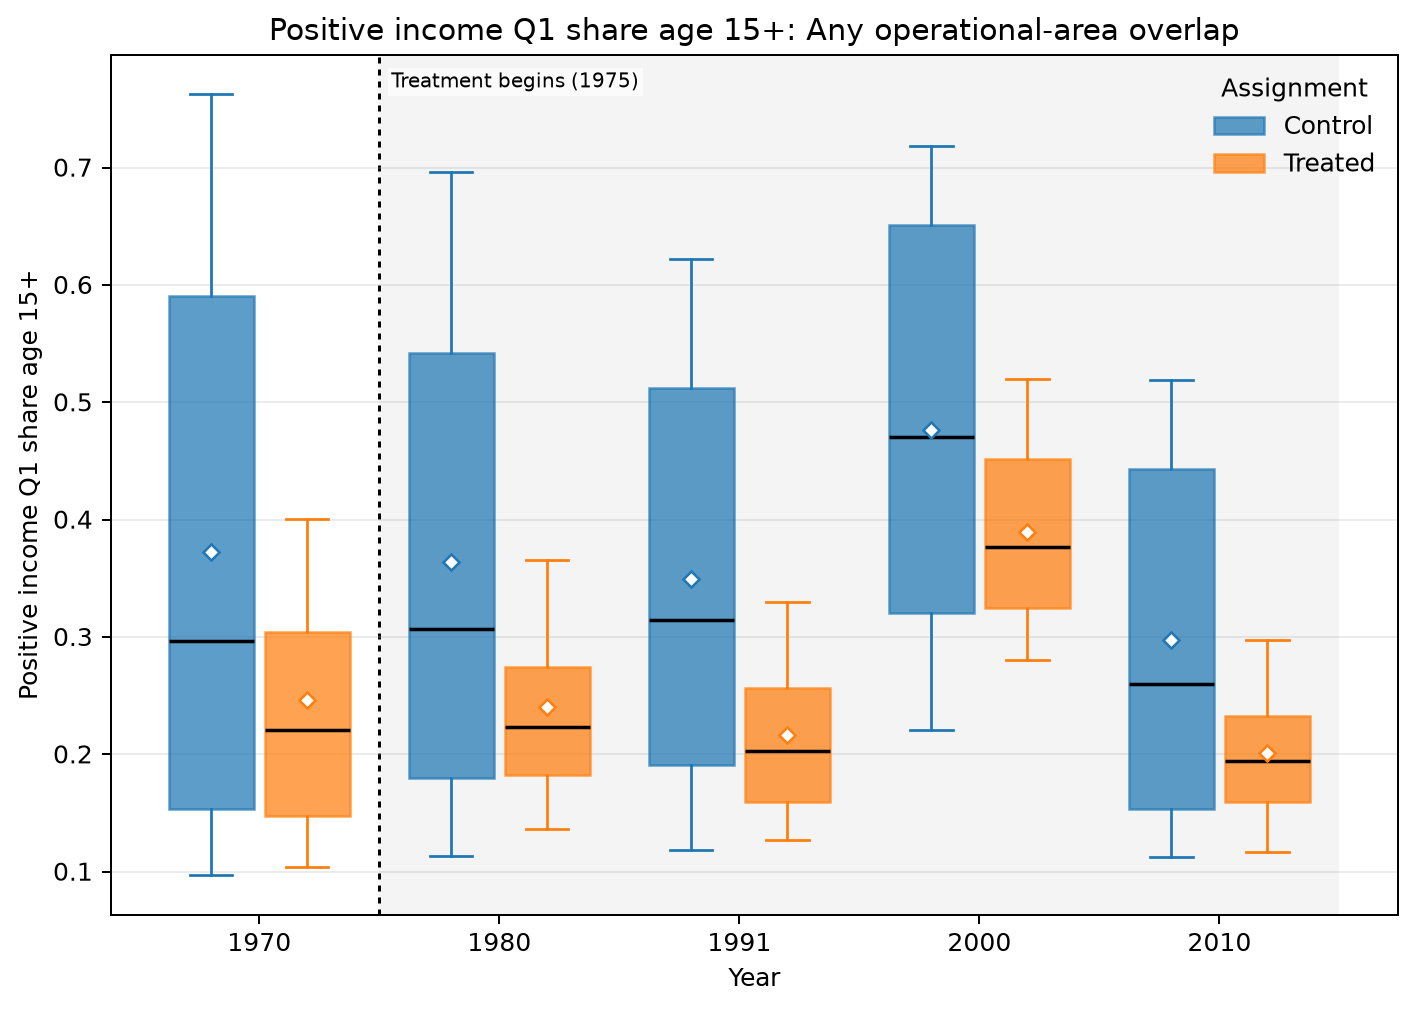 Positive income Q1 share age 15+: Any operational-area overlap
Treatment begins (1975)
Assignment
Control
Treated
Positive income Q1 share age 15+
0.7
0.6
0.5
0.4
0.3
0.2
0.1
1970 1980 1991 2000 2010
Year